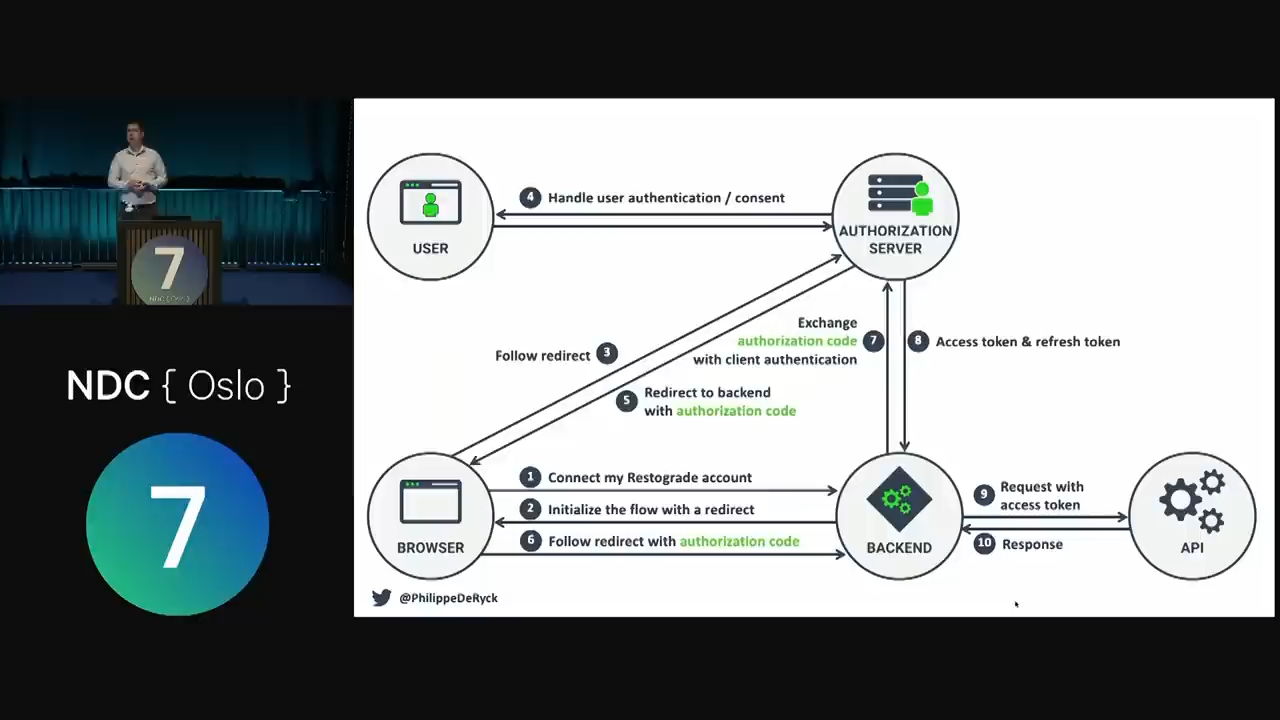 7
NDC { Oslo }
NDC { Oslo }
7
4 Handle user authentication / consent
USER
AUTHORIZATION
SERVER
Follow redirect 3
Exchange
authorization code
with client authentication
7
8 Access token & refresh token
5
Redirect to backend
with authorization code
1 Connect my Restograde account
2 Initialize the flow with a redirect
6 Follow redirect with authorization code
BROWSER
BACKEND
9
Request with
access token
10 Response
API
@PhilippeDeRyck